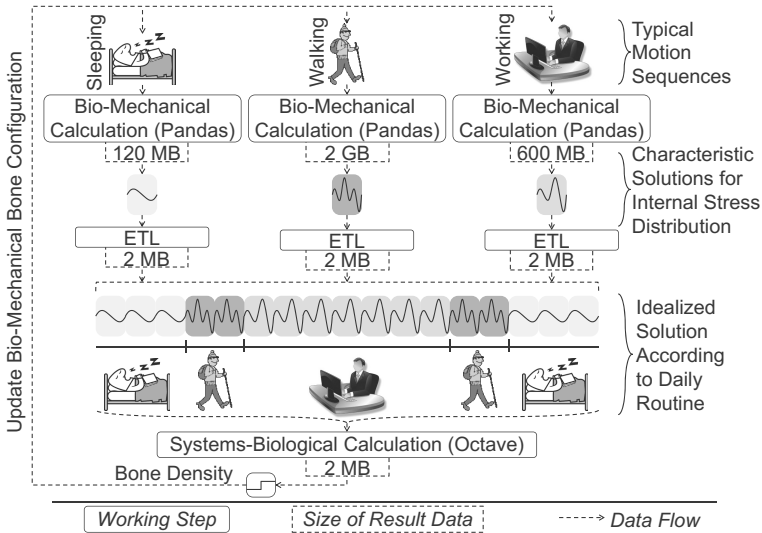 Update Bio-Mechanical Bone Configuration
Sleeping
z z z
Walking
Working
Typical
Motion
Sequences
Bio-Mechanical
Calculation (Pandas)
Bio-Mechanical
Calculation (Pandas)
Bio-Mechanical
Calculation (Pandas)
120 MB
2 GB
600 MB
Characteristic
Solutions for
Internal Stress
Distribution
ETL
ETL
ETL
2 MB
2 MB
2 MB
Idealized
Solution
According
to Daily
Routine
z z z
z z z
Systems-Biological Calculation (Octave)
2 MB
Bone Density
Working Step
Size of Result Data
Data Flow